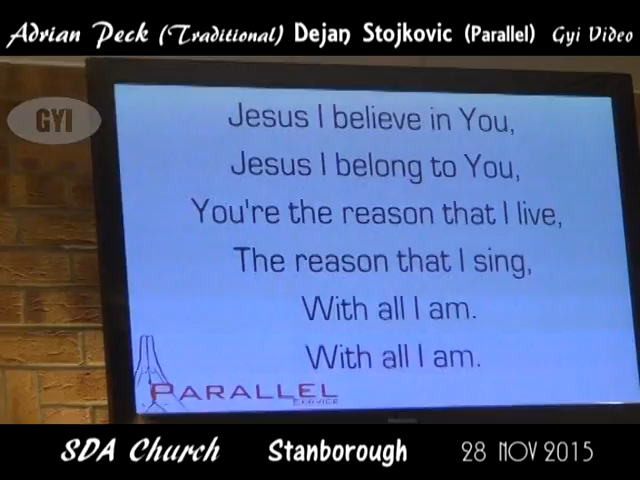 Adrian Peck (Traditional) Dejan Stojkovic (Parallel) Gyi Video
GYI
Jesus I believe in You,
Jesus I belong to You,
You're the reason that I live,
The reason that I sing,
With all I am.
With all I am.
PARALLEL
SERVICE
SDA Church Stanborough 28 NOV 2015